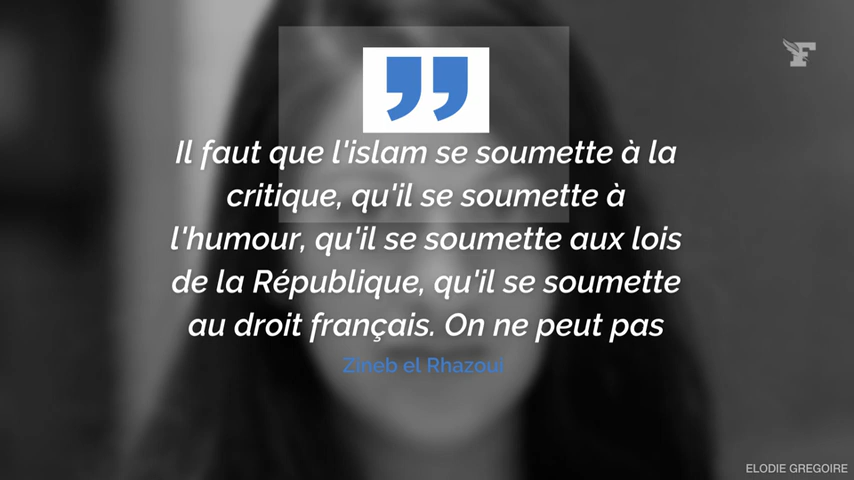 Il faut que l'islam se soumette à la
critique, qu'il se soumette à
l'humour, qu'il se soumette aux lois
de la République, qu'il se soumette
au droit français. On ne peut pas
Zineb el Rhazoui
ELODIE GREGOIRE